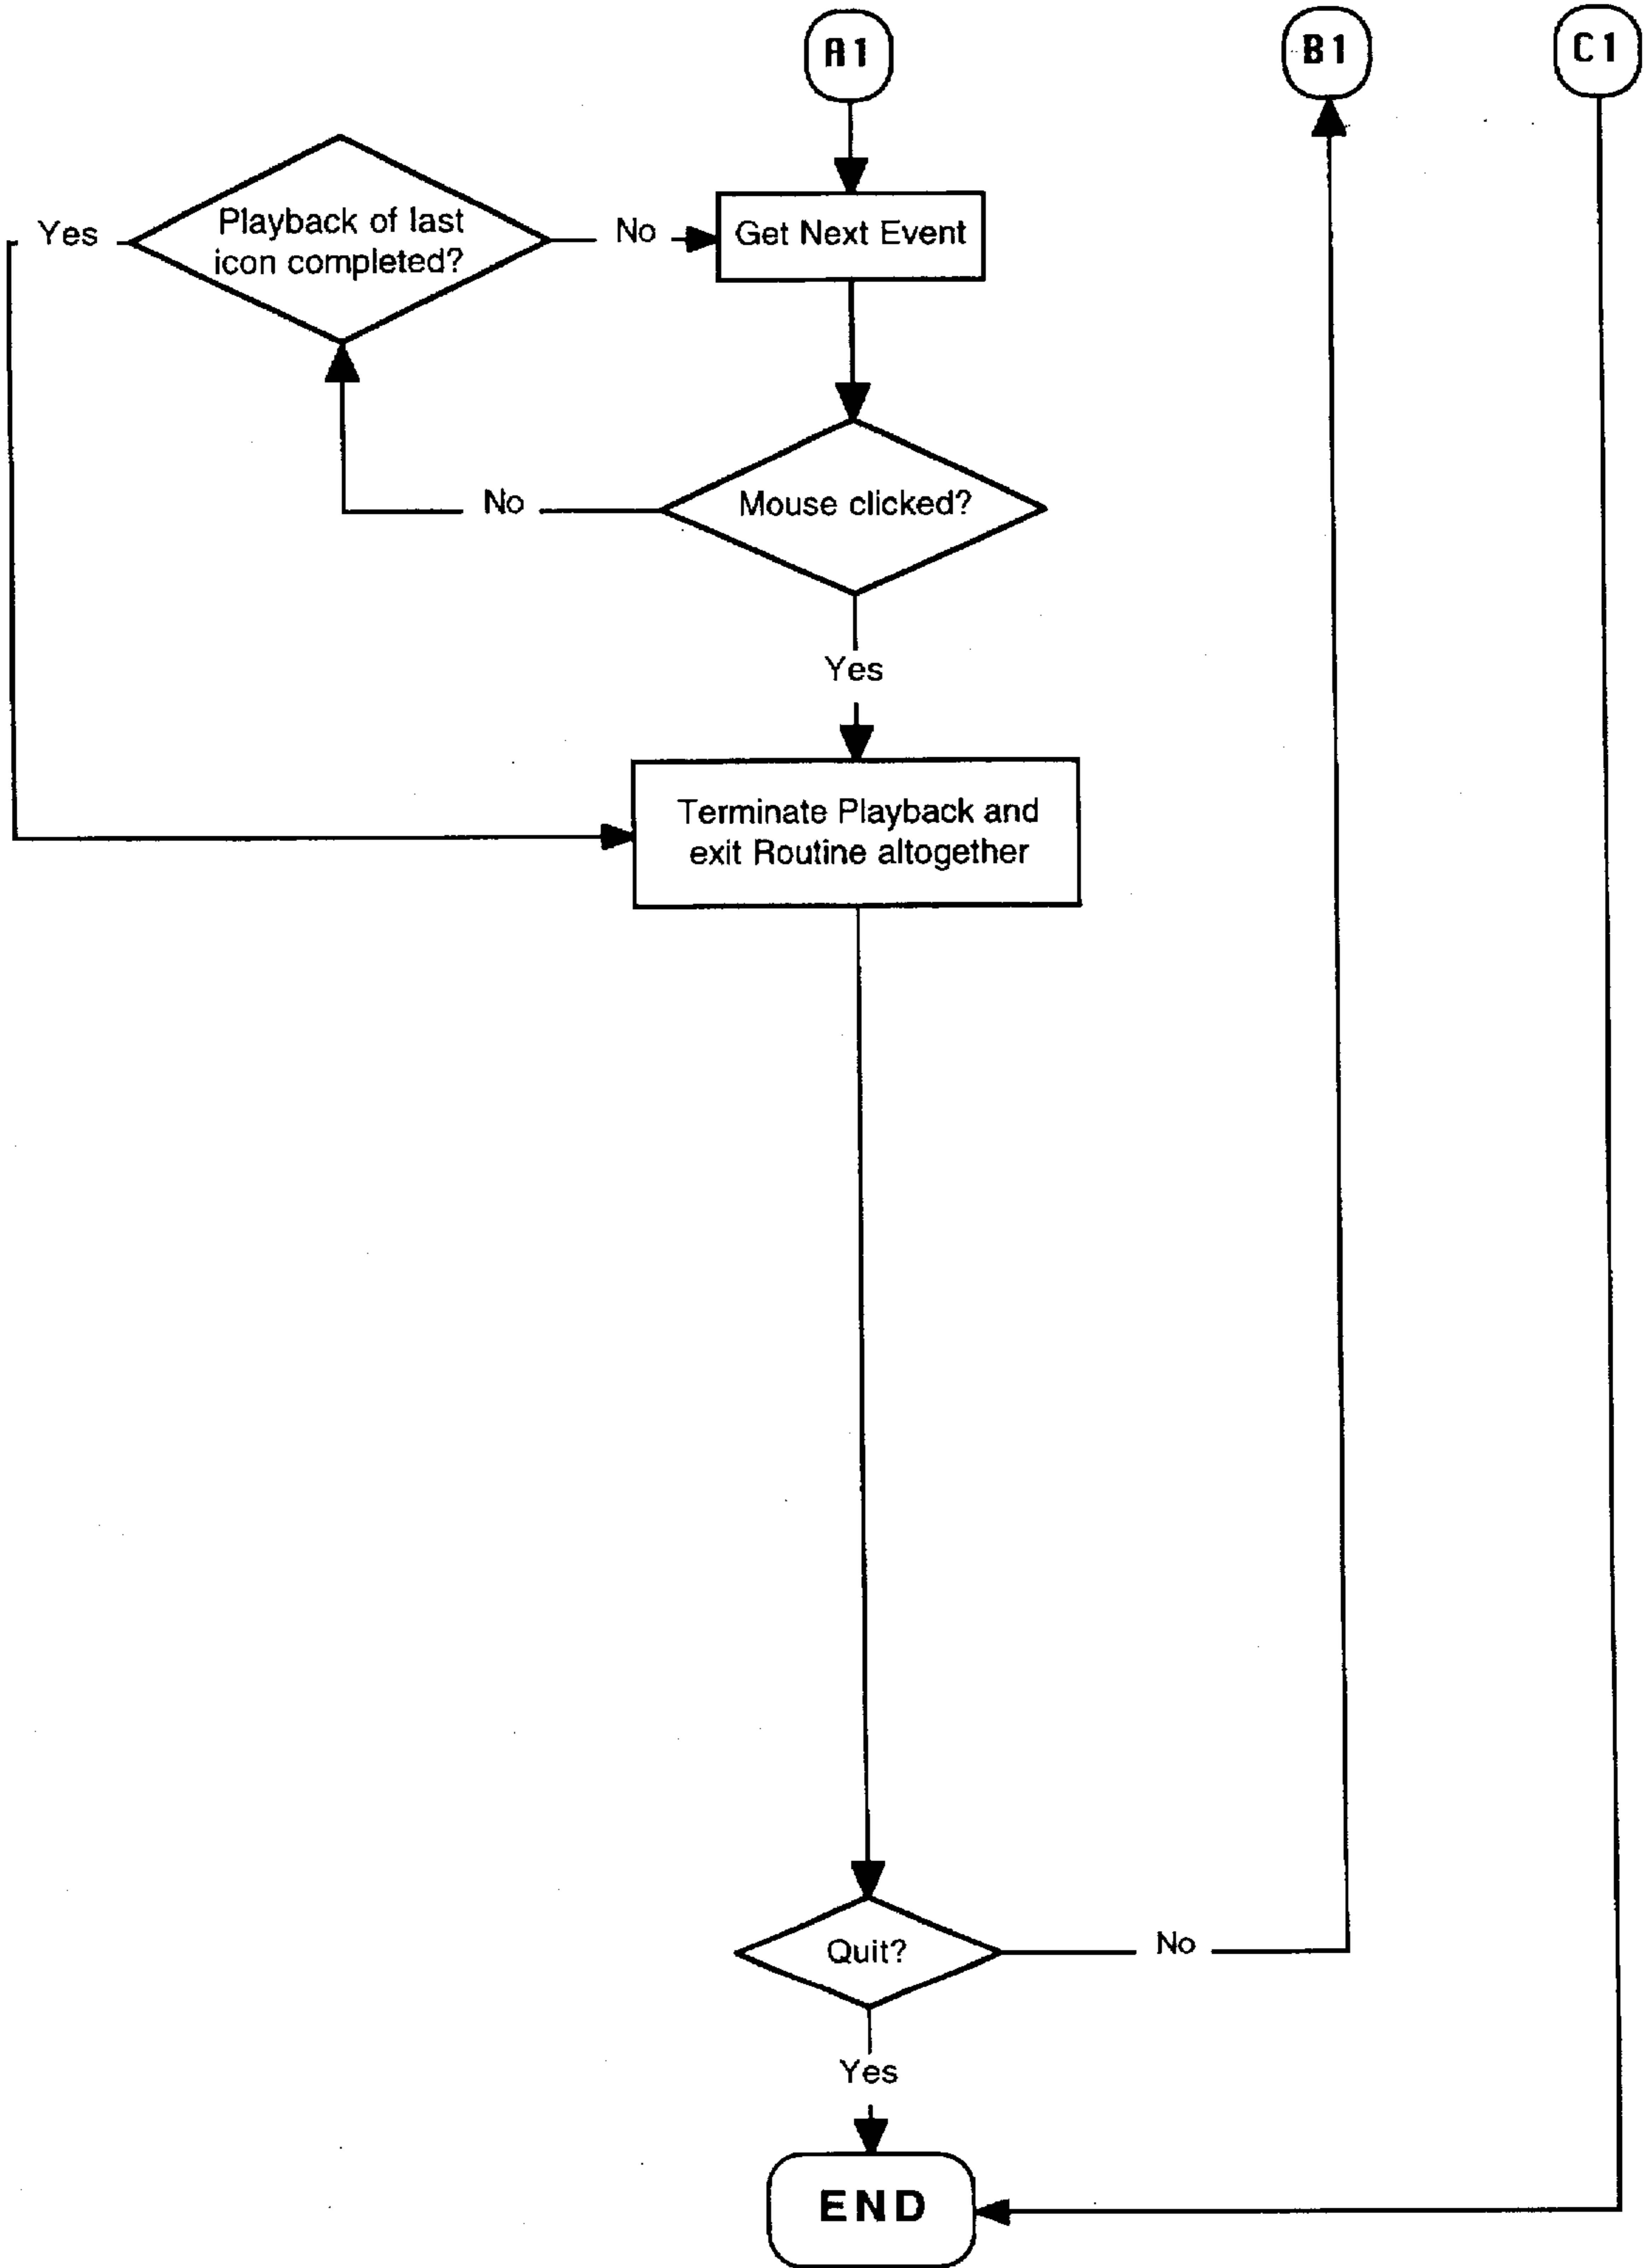 A1
B1
C1
Playback of last
icon completed?
Yes
No
Get Next Event
Mouse clicked?
No
Yes
Terminate Playback and
exit Routine altogether
Quit?
No
Yes
END